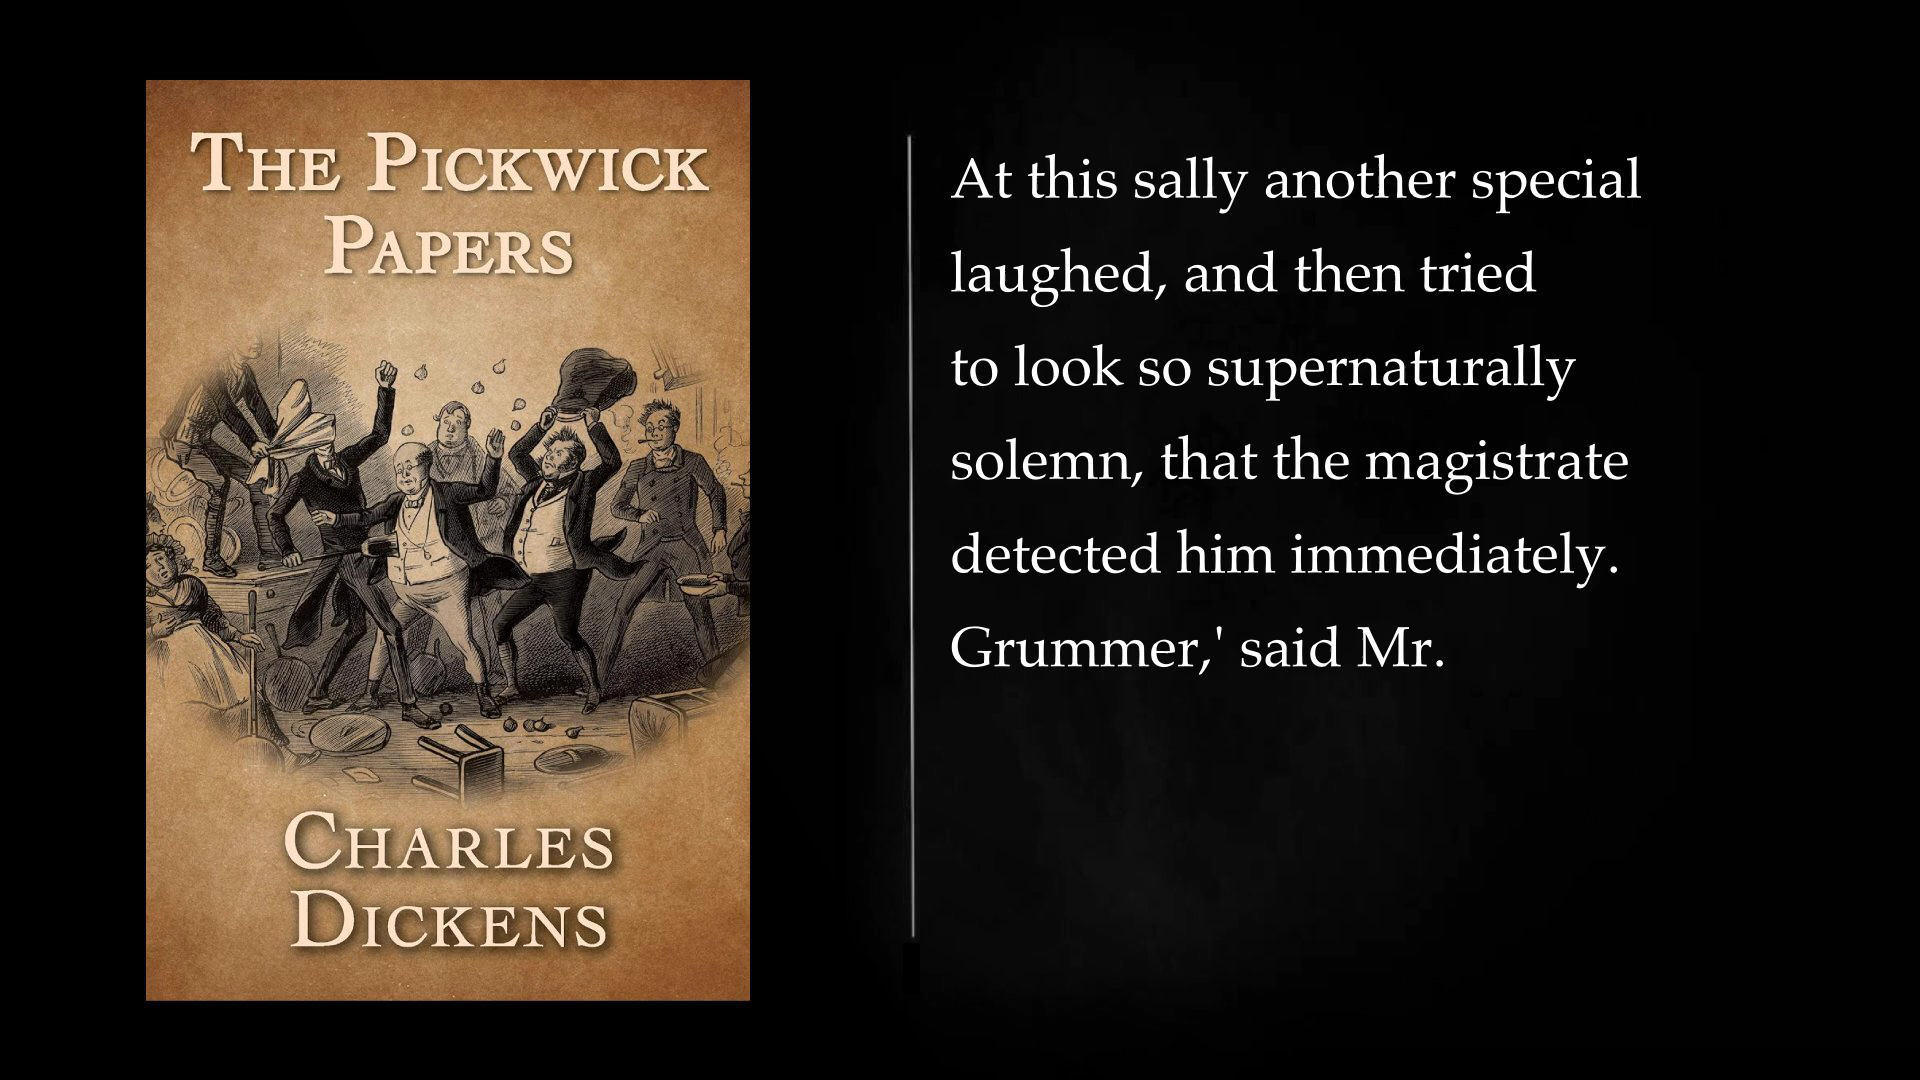 THE PICKWICK
PAPERS
CHARLES
DICKENS
At this sally another special
laughed, and then tried
to look so supernaturally
solemn, that the magistrate
detected him immediately.
Grummer,' said Mr.